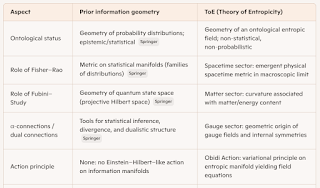 Aspect
Prior information geometry
ToE (Theory of Entropicity)
Ontological status
Geometry of probability distributions;
epistemic/statistical Springer
Geometry of an ontological entropic
field; non-statistical,
non-probabilistic
Role of Fisher–Rao
Metric on statistical manifolds (families
of distributions) Springer
Spacetime sector: emergent physical
spacetime metric in macroscopic limit
Role of Fubini–
Study
Geometry of quantum state space
(projective Hilbert space) Springer
Matter sector: curvature associated
with matter/energy content
α-connections /
dual connections
Tools for statistical inference,
divergence, and dualistic structure
Springer
Gauge sector: geometric origin of
gauge fields and internal symmetries
Action principle
None: no Einstein–Hilbert-like action
on information manifolds
Obidi Action: variational principle on
entropic manifold yielding field
equations